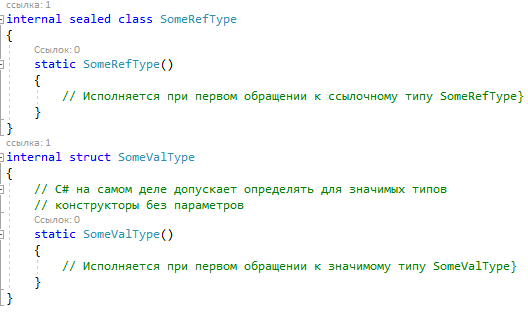 ссылка: 1
internal sealed class SomeRefType
{
Ссылок: 0
static SomeRefType()
{
// Исполняется при первом обращении к ссылочному типу SomeRefType}
}
}
ссылка: 1
internal struct SomeValType
{
// C# на самом деле допускает определять для значимых типов
// конструкторы без параметров
Ссылок: 0
static SomeValType()
{
// Исполняется при первом обращении к значимому типу SomeValType}
}
}